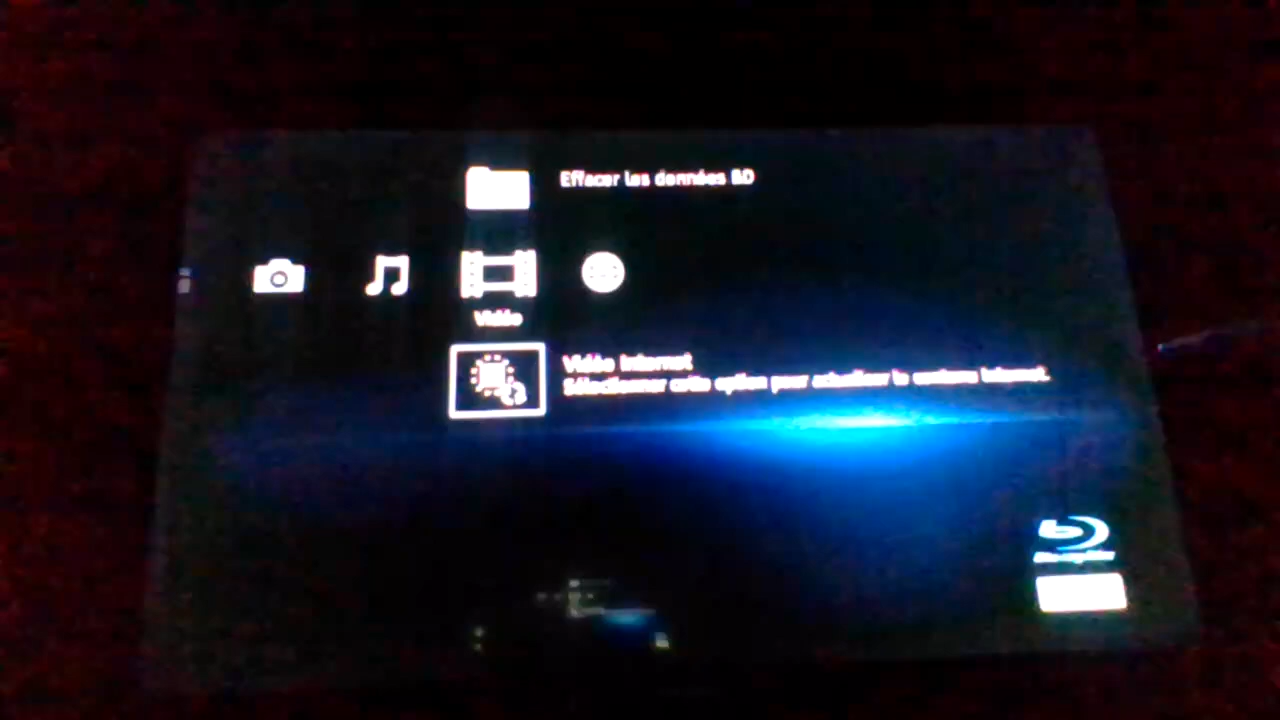 Effacer les données BD
Vidéo
Vidéo Internet
Sélectionner cette option pour actualiser le contenu Internet.